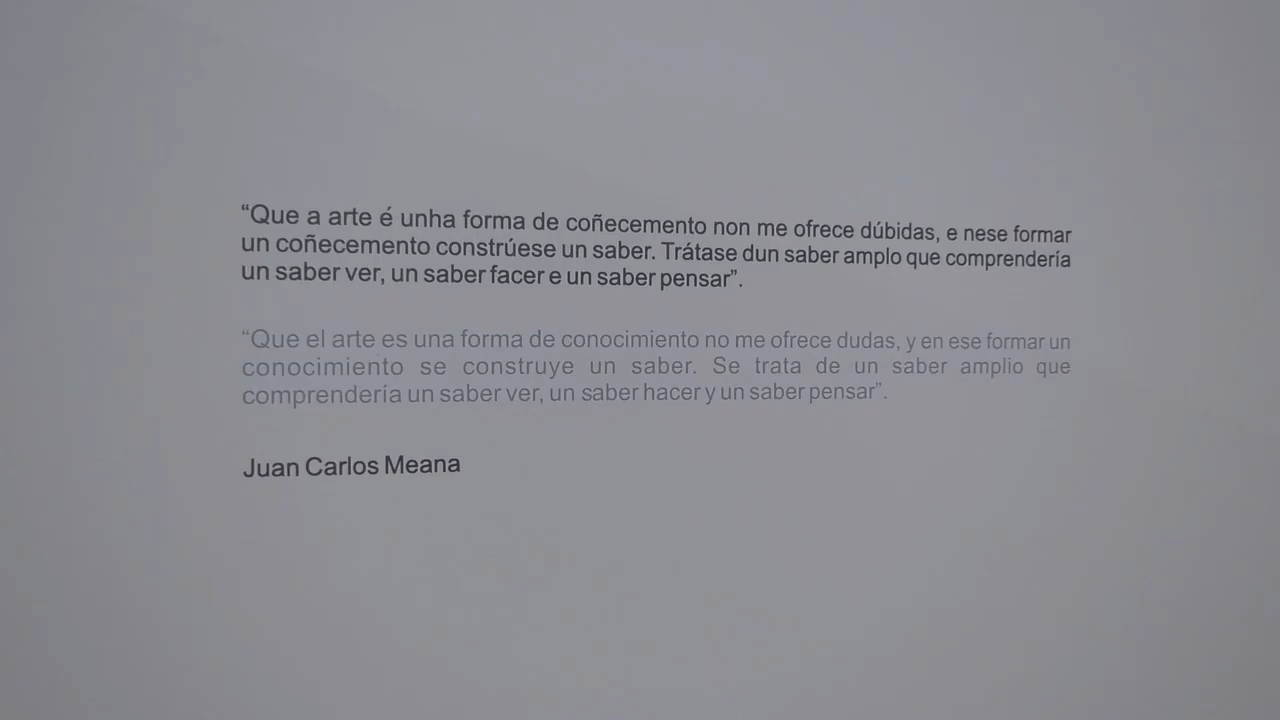 “Que a arte é unha forma de coñecemento non me ofrece dúbidas, e nese formar
un coñecemento constrúese un saber. Trátase dun saber amplo que comprendería
un saber ver, un saber facer e un saber pensar”.
“Que el arte es una forma de conocimiento no me ofrece dudas, y en ese formar un
conocimiento se construye un saber. Se trata de un saber amplio que
comprendería un saber ver, un saber hacer y un saber pensar”.
Juan Carlos Meana